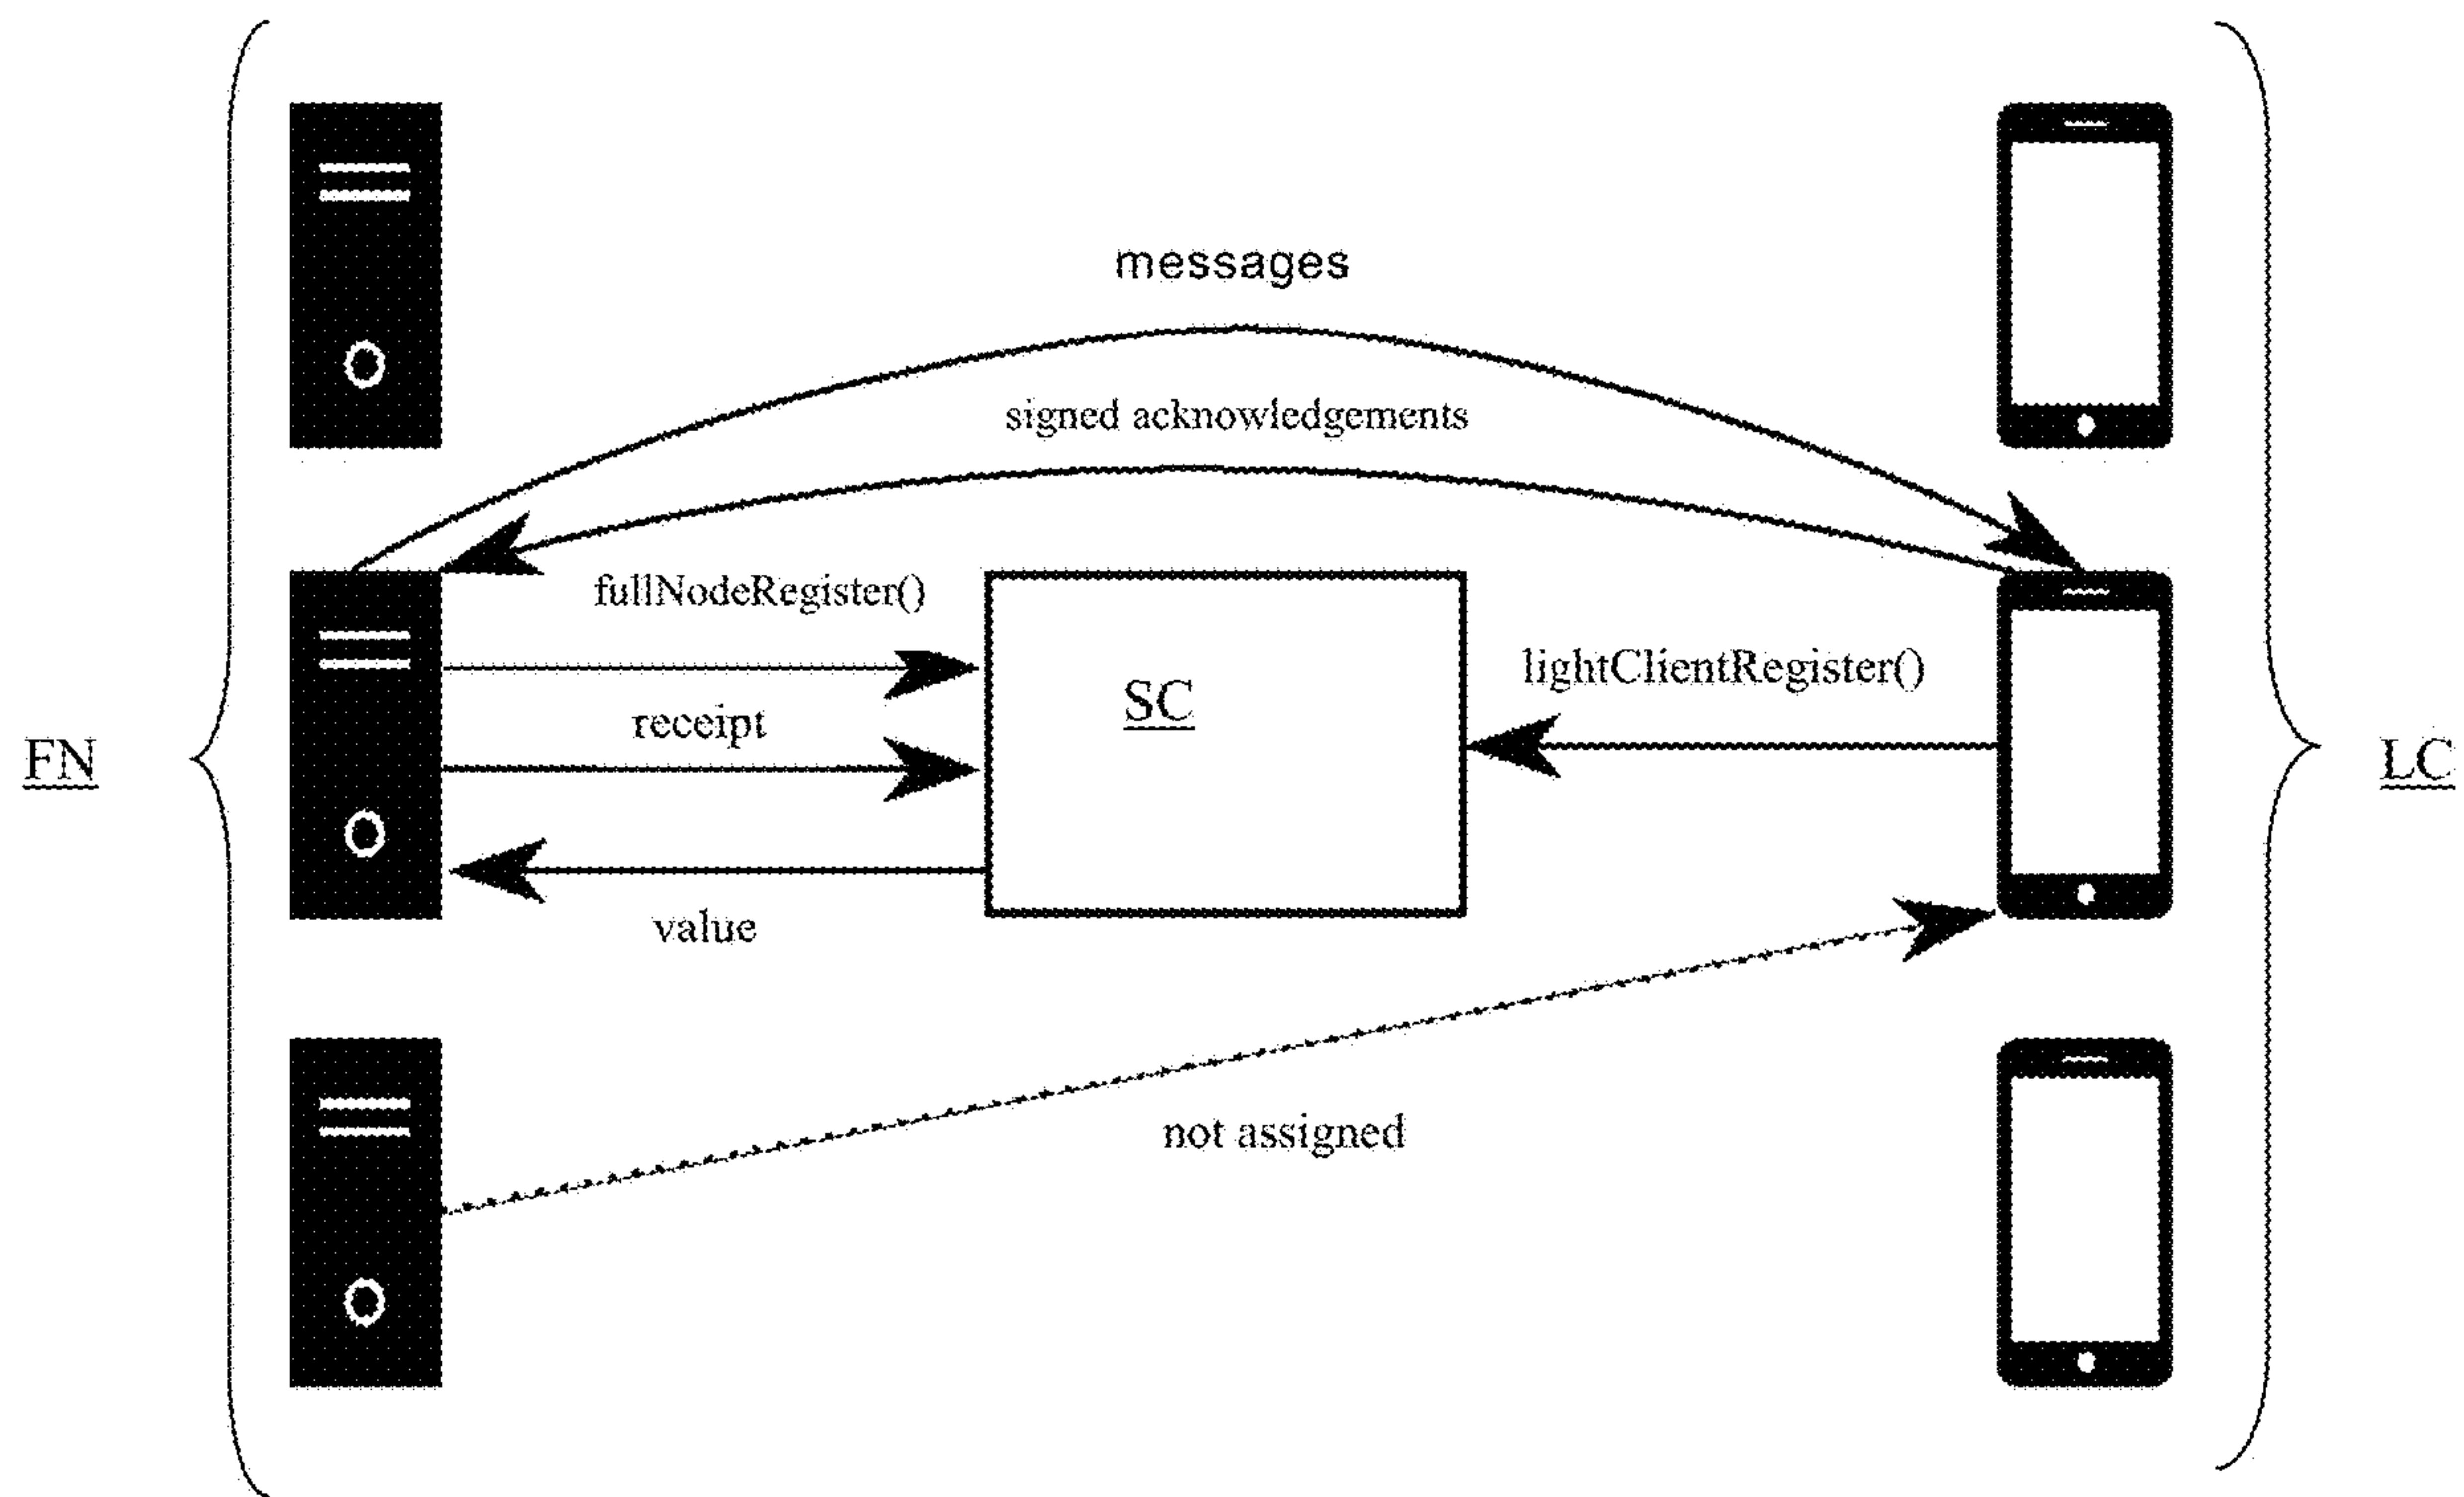 messages
signed acknowledgements
fullNodeRegister()
lightClientRegister()
SC
receipt
FN
LC
value
not assigned